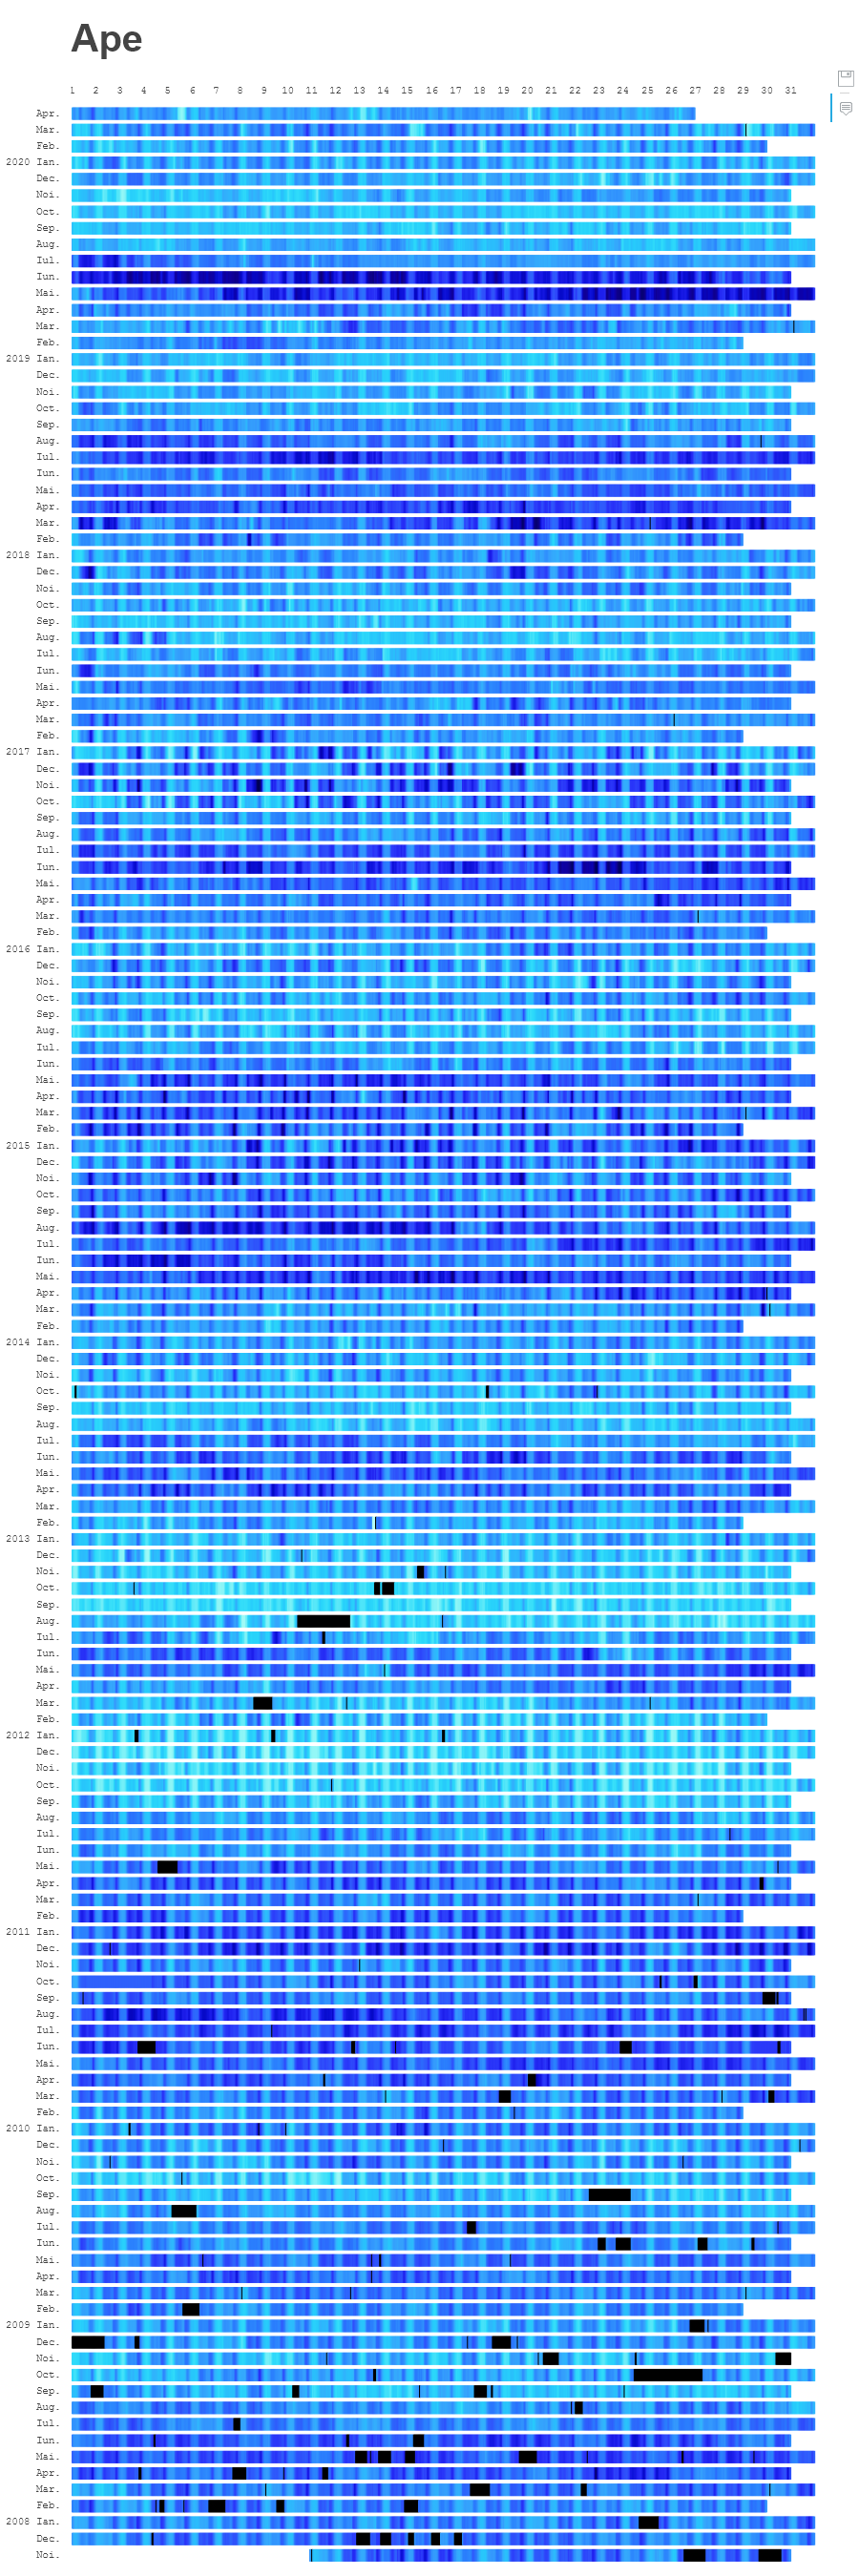 Ape
1 2 3 4 5 6 7 8 9 10 11 12 13 14 15 16 17 18 19 20 21 22 23 24 25 26 27 28 29 30 31
Apr.
Mar.
Feb.
2020 Ian.
Dec.
Noi.
Oct.
Sep.
Aug.
Iul.
Iun.
Mai.
Apr.
Mar.
Feb.
2019 Ian.
Dec.
Noi.
Oct.
Sep.
Aug.
Iul.
Iun.
Mai.
Apr.
Mar.
Feb.
2018 Ian.
Dec.
Noi.
Oct.
Sep.
Aug.
Iul.
Iun.
Mai.
Apr.
Mar.
Feb.
2017 Ian.
Dec.
Noi.
Oct.
Sep.
Aug.
Iul.
Iun.
Mai.
Apr.
Mar.
Feb.
2016 Ian.
Dec.
Noi.
Oct.
Sep.
Aug.
Iul.
Iun.
Mai.
Apr.
Mar.
Feb.
2015 Ian.
Dec.
Noi.
Oct.
Sep.
Aug.
Iul.
Iun.
Mai.
Apr.
Mar.
Feb.
2014 Ian.
Dec.
Noi.
Oct.
Sep.
Aug.
Iul.
Iun.
Mai.
Apr.
Mar.
Feb.
2013 Ian.
Dec.
Noi.
Oct.
Sep.
Aug.
Iul.
Iun.
Mai.
Apr.
Mar.
Feb.
2012 Ian.
Dec.
Noi.
Oct.
Sep.
Aug.
Iul.
Iun.
Mai.
Apr.
Mar.
Feb.
2011 Ian.
Dec.
Noi.
Oct.
Sep.
Aug.
Iul.
Iun.
Mai.
Apr.
Mar.
Feb.
2010 Ian.
Dec.
Noi.
Oct.
Sep.
Aug.
Iul.
Iun.
Mai.
Apr.
Mar.
Feb.
2009 Ian.
Dec.
Noi.
Oct.
Sep.
Aug.
Iul.
Iun.
Mai.
Apr.
Mar.
Feb.
2008 Ian.
Dec.
Noi.